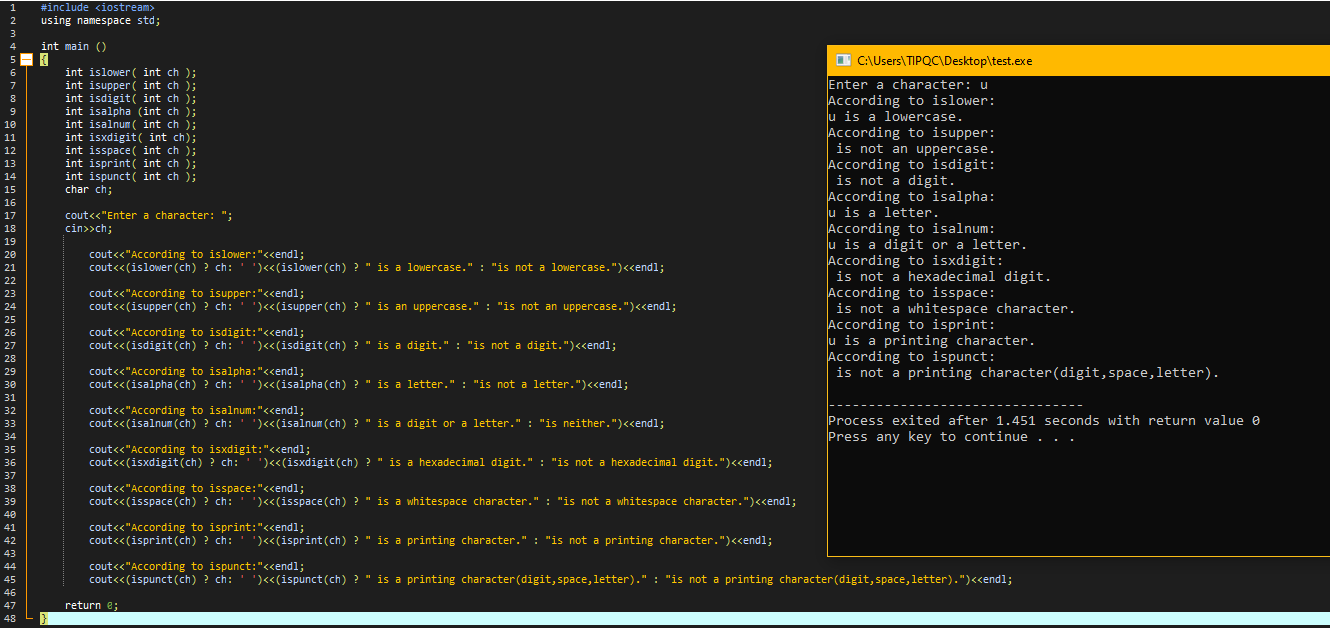 1 #include <iostream>
2 using namespace std;
3
4 int main ()
5 {
6 int islower( int ch );
7 int isupper( int ch );
8 int isdigit( int ch );
9 int isalpha (int ch );
10 int isalnum( int ch );
11 int isxdigit( int ch);
12 int isspace( int ch );
13 int isprint( int ch );
14 int ispunct( int ch );
15 char ch;
16
17 cout<<"Enter a character: ";
18 cin>>ch;
19
20 cout<<"According to islower:"<<endl;
21 cout<<(islower(ch) ? ch: ' ')<<(islower(ch) ? " is a lowercase." : "is not a lowercase.")<<endl;
22
23 cout<<"According to isupper:"<<endl;
24 cout<<(isupper(ch) ? ch: ' ')<<(isupper(ch) ? " is an uppercase." : "is not an uppercase.")<<endl;
25
26 cout<<"According to isdigit:"<<endl;
27 cout<<(isdigit(ch) ? ch: ' ')<<(isdigit(ch) ? " is a digit." : "is not a digit.")<<endl;
28
29 cout<<"According to isalpha:"<<endl;
30 cout<<(isalpha(ch) ? ch: ' ')<<(isalpha(ch) ? " is a letter." : "is not a letter.")<<endl;
31
32 cout<<"According to isalnum:"<<endl;
33 cout<<(isalnum(ch) ? ch: ' ')<<(isalnum(ch) ? " is a digit or a letter." : "is neither.")<<endl;
34
35 cout<<"According to isxdigit:"<<endl;
36 cout<<(isxdigit(ch) ? ch: ' ')<<(isxdigit(ch) ? " is a hexadecimal digit." : "is not a hexadecimal digit.")<<endl;
37
38 cout<<"According to isspace:"<<endl;
39 cout<<(isspace(ch) ? ch: ' ')<<(isspace(ch) ? " is a whitespace character." : "is not a whitespace character.")<<endl;
40
41 cout<<"According to isprint:"<<endl;
42 cout<<(isprint(ch) ? ch: ' ')<<(isprint(ch) ? " is a printing character." : "is not a printing character.")<<endl;
43
44 cout<<"According to ispunct:"<<endl;
45 cout<<(ispunct(ch) ? ch: ' ')<<(ispunct(ch) ? " is a printing character(digit,space,letter)." : "is not a printing character(digit,space,letter).")<<endl;
46
47 return 0;
48 }
C:\Users\TIPQC\Desktop\test.exe
Enter a character: u
According to islower:
u is a lowercase.
According to isupper:
is not an uppercase.
According to isdigit:
is not a digit.
According to isalpha:
u is a letter.
According to isalnum:
u is a digit or a letter.
According to isxdigit:
is not a hexadecimal digit.
According to isspace:
is not a whitespace character.
According to isprint:
u is a printing character.
According to ispunct:
is not a printing character(digit,space,letter).
--------------------------------
Process exited after 1.451 seconds with return value 0
Press any key to continue . . .